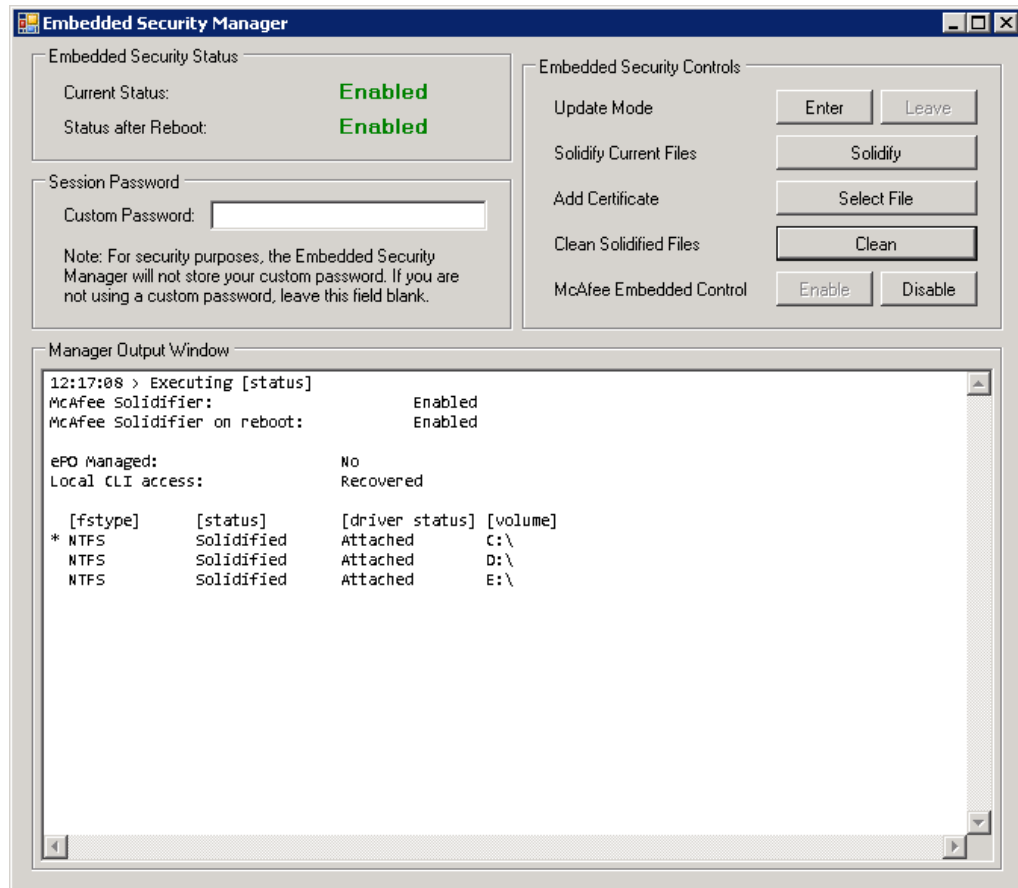 Embedded Security Manager
Embedded Security Status
Current Status: Enabled
Status after Reboot: Enabled
Session Password
Custom Password:
Note: For security purposes, the Embedded Security
Manager will not store your custom password. If you are
not using a custom password, leave this field blank.
Embedded Security Controls
Update Mode Enter Leave
Solidify Current Files Solidify
Add Certificate Select File
Clean Solidified Files Clean
McAfee Embedded Control Enable Disable
Manager Output Window
12:17:08 > Executing [status]
McAfee Solidifier: Enabled
McAfee Solidifier on reboot: Enabled
ePO Managed: No
Local CLI access: Recovered
[fstype] [status] [driver status] [volume]
* NTFS Solidified Attached C:\
NTFS Solidified Attached D:\
NTFS Solidified Attached E:\